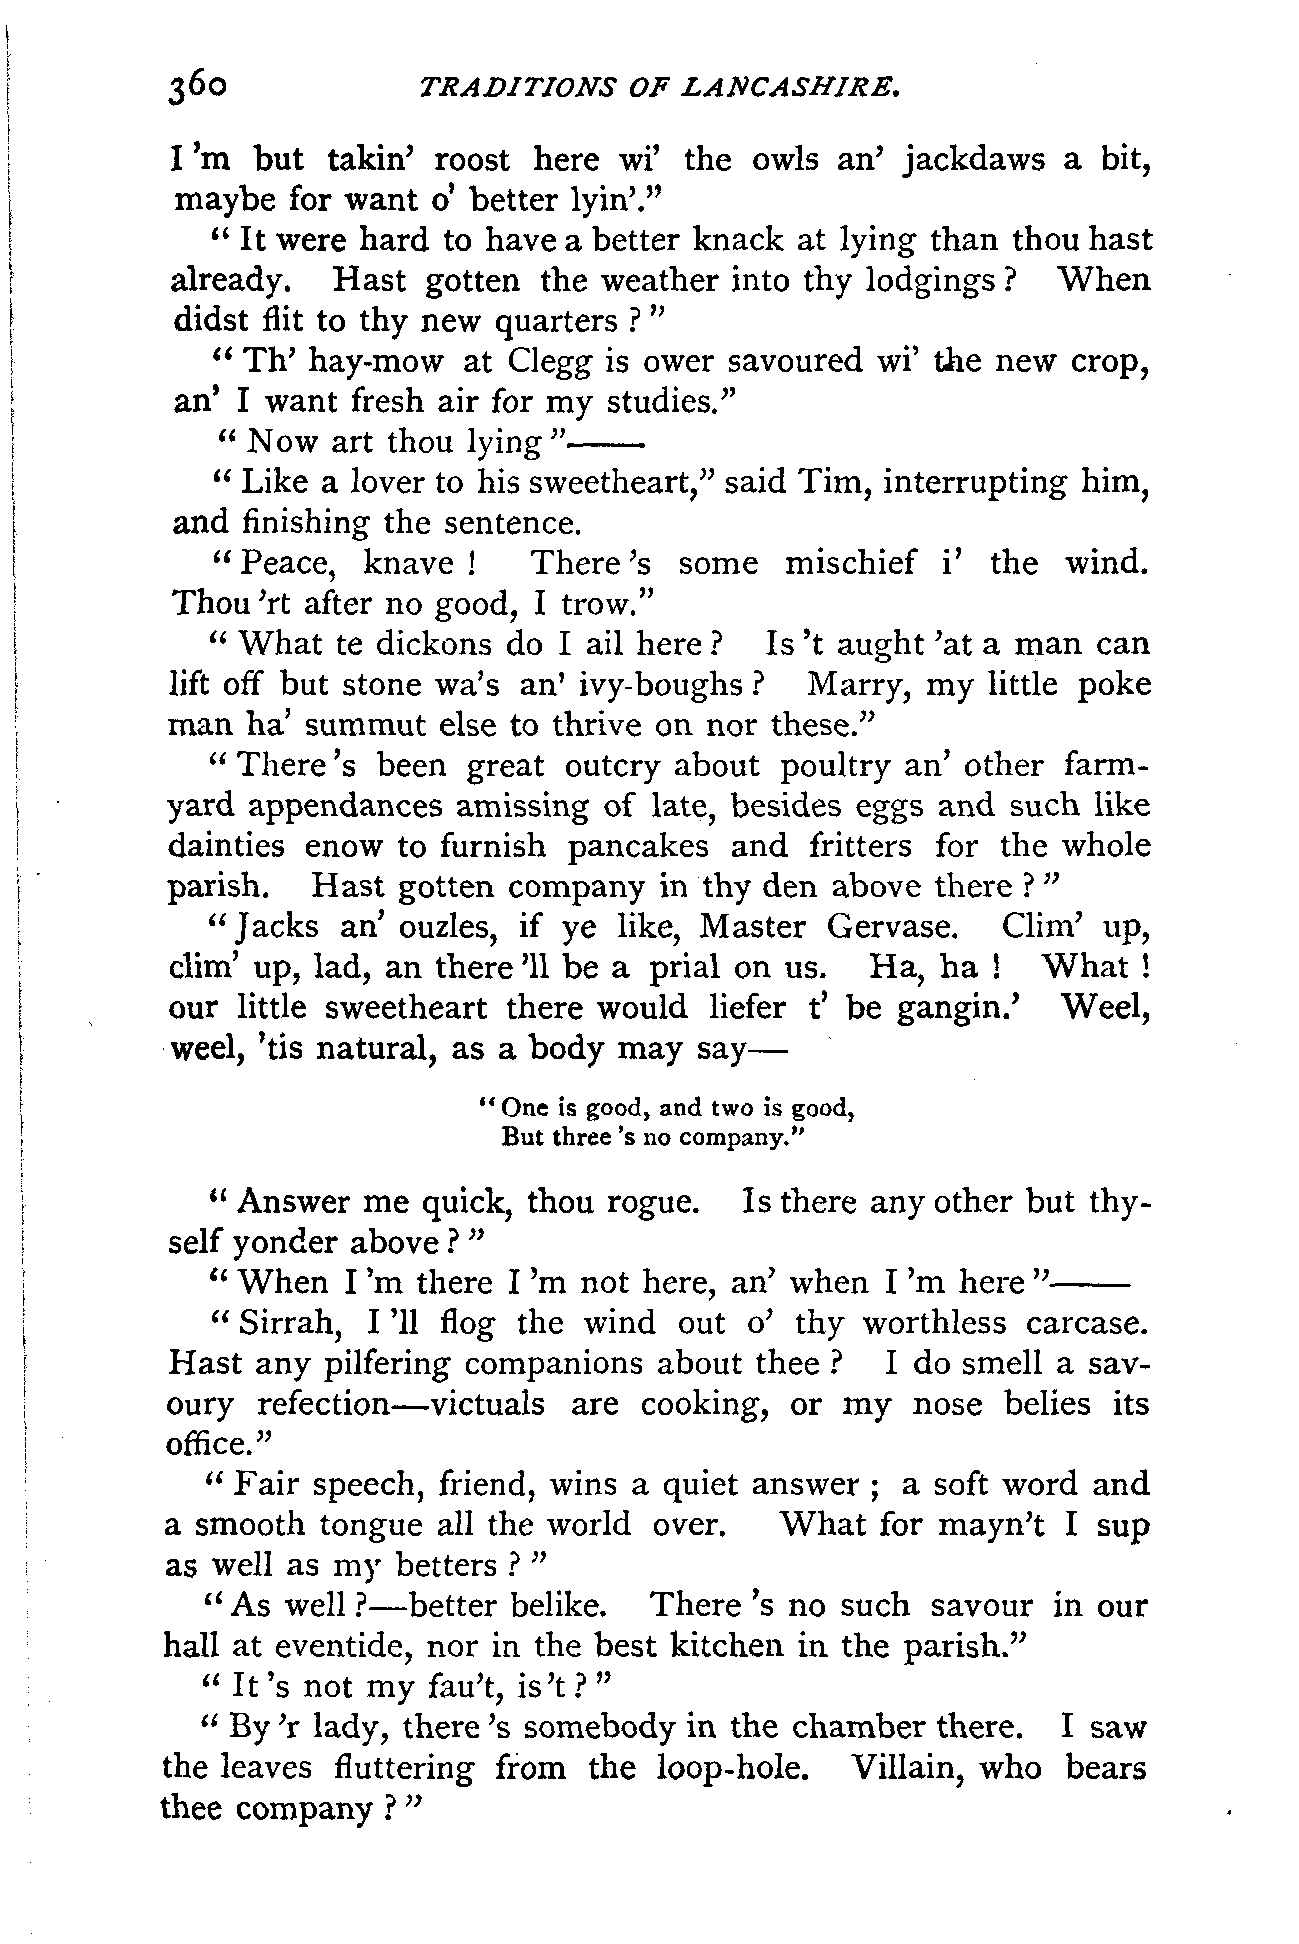 360 TRADITIONS OF LANCASHIRE.
I 'm but takin' roost here wi' the owls an' jackdaws a bit,
maybe for want o' better lyin'."
" It were hard to have a better knack at lying than thou hast
already. Hast gotten the weather into thy lodgings ? When
didst flit to thy new quarters ? "
" Th' hay-mow at Clegg is ower savoured wi' the new crop,
an' I want fresh air for my studies."
" Now art thou lying "——
" Like a lover to his sweetheart," said Tim, interrupting him,
and finishing the sentence.
" Peace, knave ! There 's some mischief i' the wind.
Thou 'rt after no good, I trow."
" What te dickons do I ail here ? Is 't aught 'at a man can
lift off but stone wa's an' ivy-boughs ? Marry, my little poke
man ha' summut else to thrive on nor these."
" There 's been great outcry about poultry an' other farm-
yard appendances amissing of late, besides eggs and such like
dainties enow to furnish pancakes and fritters for the whole
parish. Hast gotten company in thy den above there ? "
" Jacks an' ouzles, if ye like, Master Gervase. Clim' up,
clim' up, lad, an there 'll be a prial on us. Ha, ha ! What !
our little sweetheart there would liefer t' be gangin.' Weel,
weel, 'tis natural, as a body may say—
" One is good, and two is good,
But three 's no company."
" Answer me quick, thou rogue. Is there any other but thy-
self yonder above ? "
" When I 'm there I 'm not here, an' when I 'm here "——
" Sirrah, I 'll flog the wind out o' thy worthless carcase.
Hast any pilfering companions about thee ? I do smell a sav-
oury refection—victuals are cooking, or my nose belies its
office."
" Fair speech, friend, wins a quiet answer ; a soft word and
a smooth tongue all the world over. What for mayn't I sup
as well as my betters ? "
" As well ?—better belike. There 's no such savour in our
hall at eventide, nor in the best kitchen in the parish."
" It 's not my fau't, is 't ? "
" By 'r lady, there 's somebody in the chamber there. I saw
the leaves fluttering from the loop-hole. Villain, who bears
thee company ? "